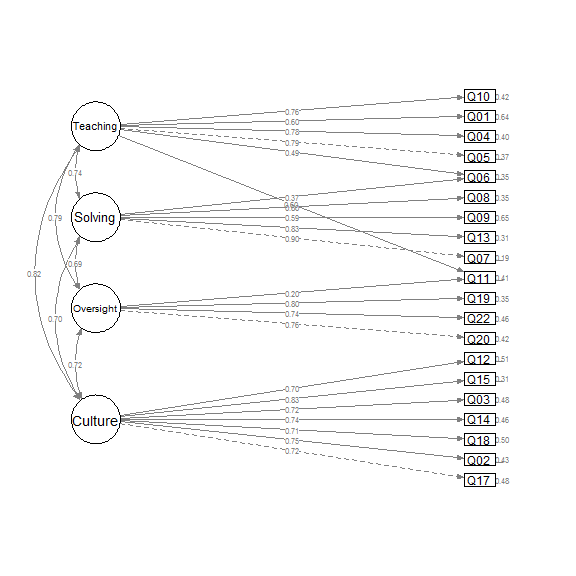 Teaching
Solving
Oversight
Culture
0.74
0.79
0.82
0.69
0.70
0.72
0.76
0.60
0.78
0.79
0.49
0.37
0.59
0.83
0.90
0.20
0.80
0.74
0.76
0.70
0.83
0.72
0.74
0.71
0.75
0.72
Q10 0.42
Q01 0.64
Q04 0.40
Q05 0.37
Q06 0.35
Q08 0.35
Q09 0.65
Q13 0.31
Q07 0.19
Q11 0.41
Q19 0.35
Q22 0.46
Q20 0.42
Q12 0.51
Q15 0.31
Q03 0.48
Q14 0.46
Q18 0.50
Q02 0.43
Q17 0.48